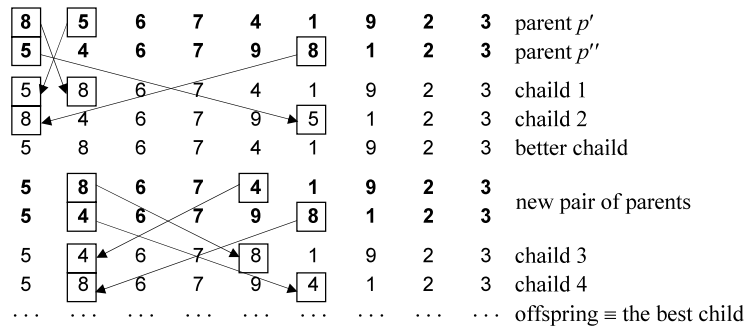 8 5 6 7 4 1 9 2 3 parent p′
5 4 6 7 9 8 1 2 3 parent p″
5 8 6 7 4 1 9 2 3 chaild 1
8 4 6 7 9 5 1 2 3 chaild 2
5 8 6 7 4 1 9 2 3 better chaild
5 8 6 7 4 1 9 2 3
new pair of parents
5 4 6 7 9 8 1 2 3
5 4 6 7 8 1 9 2 3 chaild 3
5 8 6 7 9 4 1 2 3 chaild 4
... ... ... ... ... ... ... ... ... offspring ≡ the best child